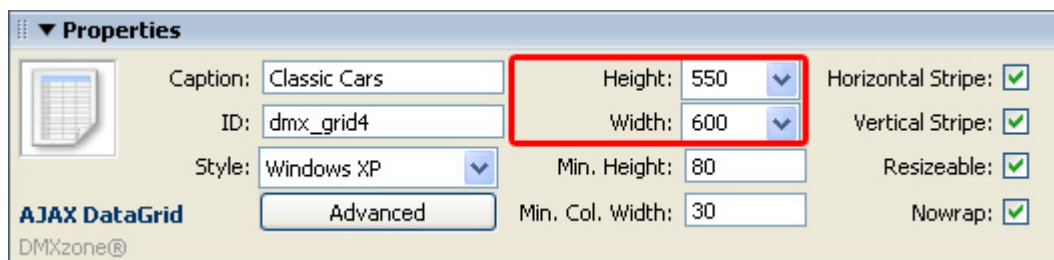 Properties
Caption: Classic Cars Height: 550 Horizontal Stripe:
ID: dmx_grid4 Width: 600 Vertical Stripe:
Style: Windows XP Min. Height: 80 Resizeable:
AJAX DataGrid Advanced Min. Col. Width: 30 Nowrap:
DMXzone®